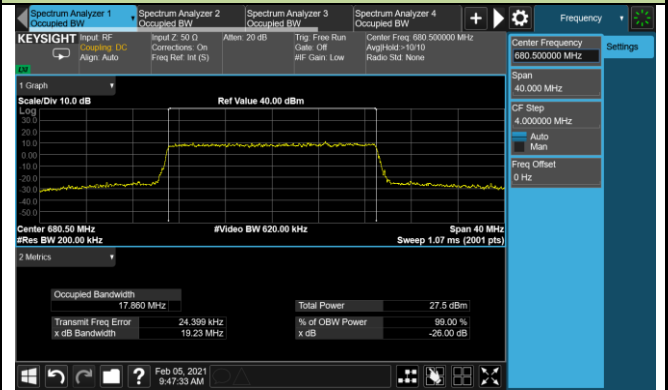 Spectrum Analyzer 1
Occupied BW
Spectrum Analyzer 2
Occupied BW
Spectrum Analyzer 3
Occupied BW
Spectrum Analyzer 4
Occupied BW
Frequency
KEYSIGHT
Input: RF
Coupling: DC
Align: Auto
Input Z: 50 Ω
Corrections: On
Freq Ref: Int (S)
Atten: 20 dB
Trig: Free Run
Gate: Off
#IF Gain: Low
Center Freq: 680.500000 MHz
Avg|Hold:>10/10
Radio Std: None
Center Frequency
680.500000 MHz
Settings
Span
40.000 MHz
CF Step
4.000000 MHz
Auto
Man
Freq Offset
0 Hz
1 Graph
Scale/Div 10.0 dB
Ref Value 40.00 dBm
Log
30.0
20.0
10.0
0.00
-10.0
-20.0
-30.0
-40.0
-50.0
Center 680.50 MHz
#Video BW 620.00 kHz
Span 40 MHz
#Res BW 200.00 kHz
Sweep 1.07 ms (2001 pts)
2 Metrics
Occupied Bandwidth
17.860 MHz
Total Power 27.5 dBm
Transmit Freq Error 24.399 kHz
% of OBW Power 99.00 %
x dB Bandwidth 19.23 MHz
x dB -26.00 dB
?
Feb 05, 2021
9:47:33 AM